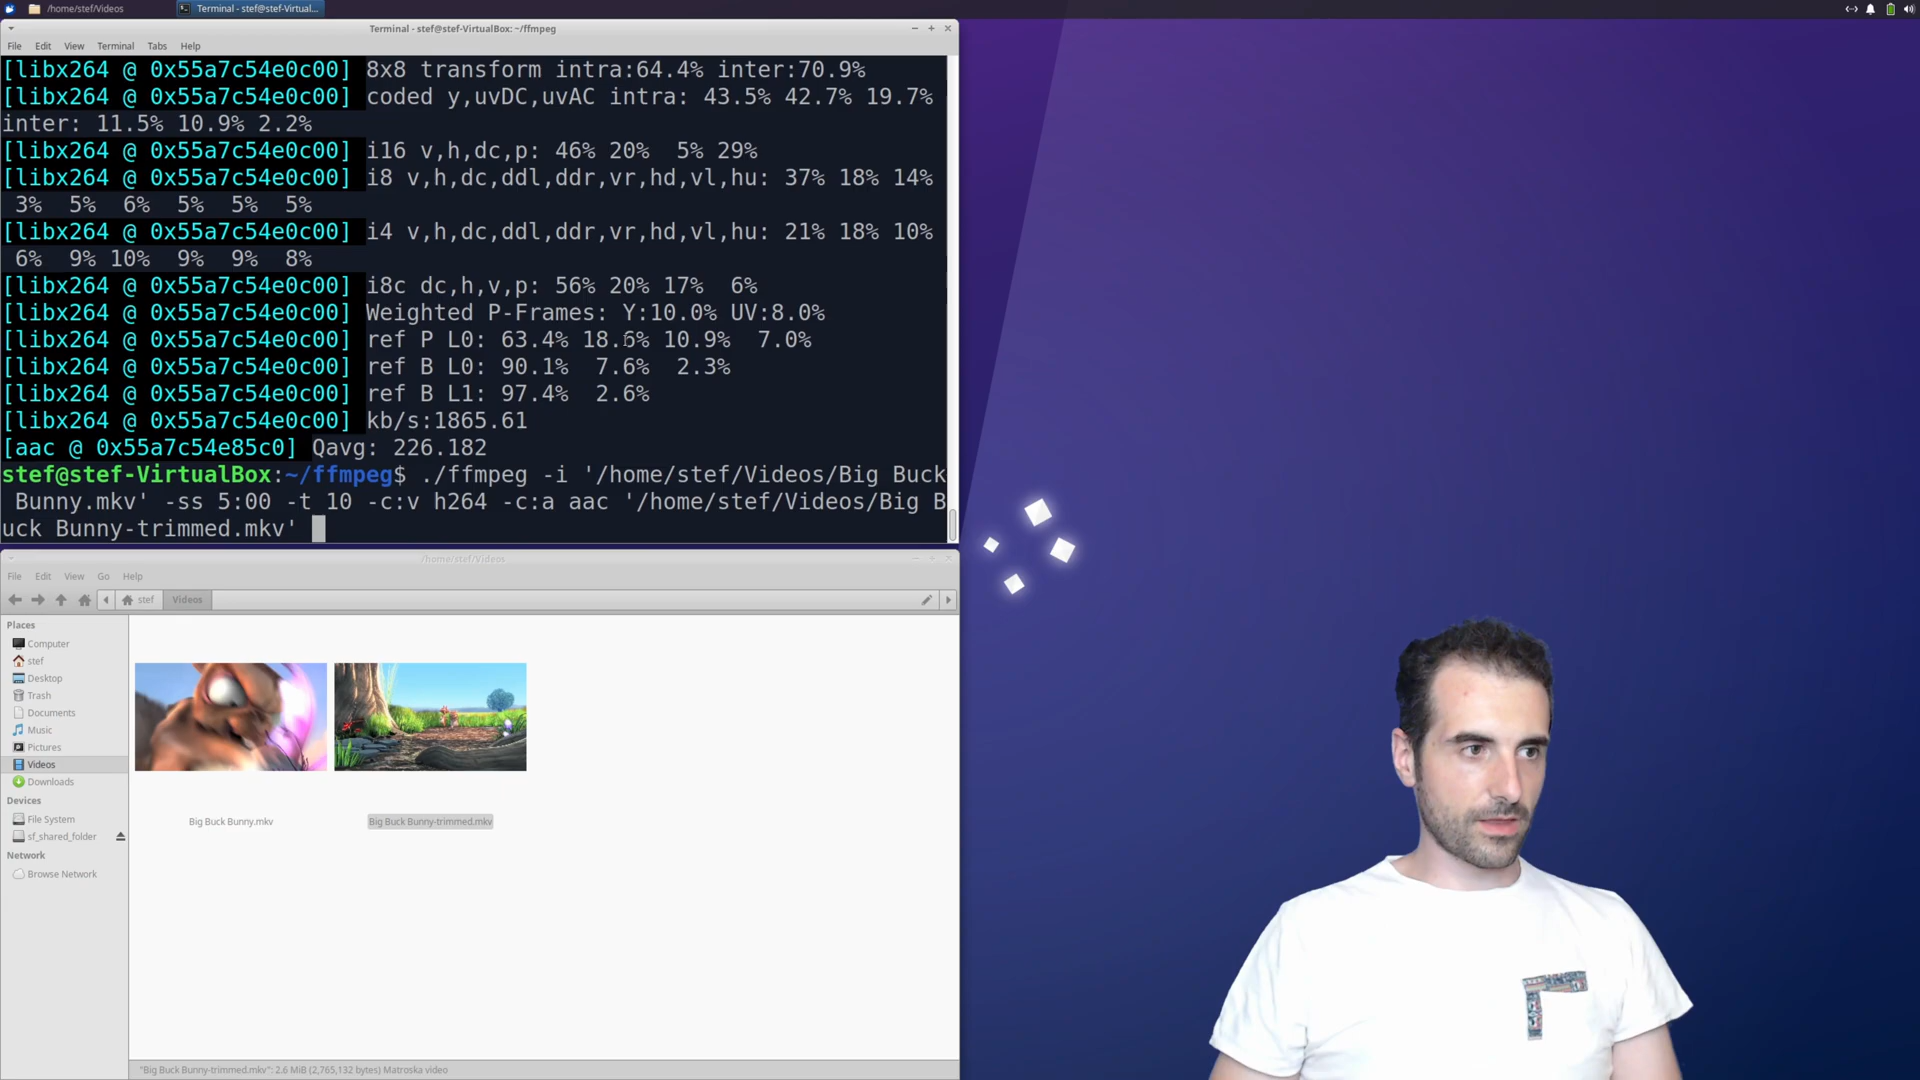 /home/stef/Videos
Terminal - stef@stef-Virtual...
Terminal - stef@stef-VirtualBox: ~/ffmpeg
File Edit View Terminal Tabs Help
[libx264 @ 0x55a7c54e0c00] 8x8 transform intra:64.4% inter:70.9%
[libx264 @ 0x55a7c54e0c00] coded y,uvDC,uvAC intra: 43.5% 42.7% 19.7%
inter: 11.5% 10.9% 2.2%
[libx264 @ 0x55a7c54e0c00] i16 v,h,dc,p: 46% 20%  5% 29%
[libx264 @ 0x55a7c54e0c00] i8 v,h,dc,ddl,ddr,vr,hd,vl,hu: 37% 18% 14%
3%  5%  6%  5%  5%  5%
[libx264 @ 0x55a7c54e0c00] i4 v,h,dc,ddl,ddr,vr,hd,vl,hu: 21% 18% 10%
6%  9% 10%  9%  9%  8%
[libx264 @ 0x55a7c54e0c00] i8c dc,h,v,p: 56% 20% 17%  6%
[libx264 @ 0x55a7c54e0c00] Weighted P-Frames: Y:10.0% UV:8.0%
[libx264 @ 0x55a7c54e0c00] ref P L0: 63.4% 18.6% 10.9%  7.0%
[libx264 @ 0x55a7c54e0c00] ref B L0: 90.1%  7.6%  2.3%
[libx264 @ 0x55a7c54e0c00] ref B L1: 97.4%  2.6%
[libx264 @ 0x55a7c54e0c00] kb/s:1865.61
[aac @ 0x55a7c54e85c0] Qavg: 226.182
stef@stef-VirtualBox:~/ffmpeg$ ./ffmpeg -i '/home/stef/Videos/Big Buck
Bunny.mkv' -ss 5:00 -t 10 -c:v h264 -c:a aac '/home/stef/Videos/Big B
uck Bunny-trimmed.mkv'
/home/stef/Videos
File Edit View Go Help
stef Videos
Places
Computer
stef
Desktop
Trash
Documents
Music
Pictures
Videos
Downloads
Devices
File System
sf_shared_folder
Network
Browse Network
Big Buck Bunny.mkv
Big Buck Bunny-trimmed.mkv
"Big Buck Bunny-trimmed.mkv": 2.6 MiB (2,765,132 bytes) Matroska video